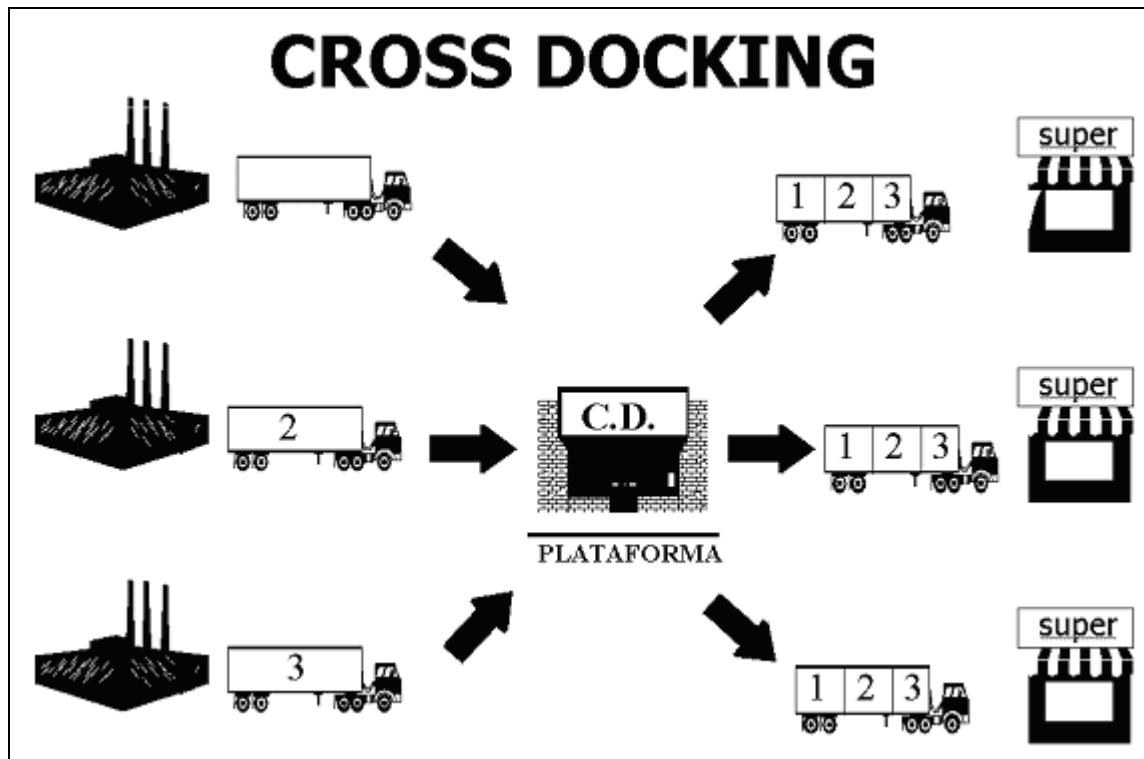 CROSS DOCKING
super
1 2 3
2
C.D.
super
1 2 3
PLATAFORMA
3
super
1 2 3